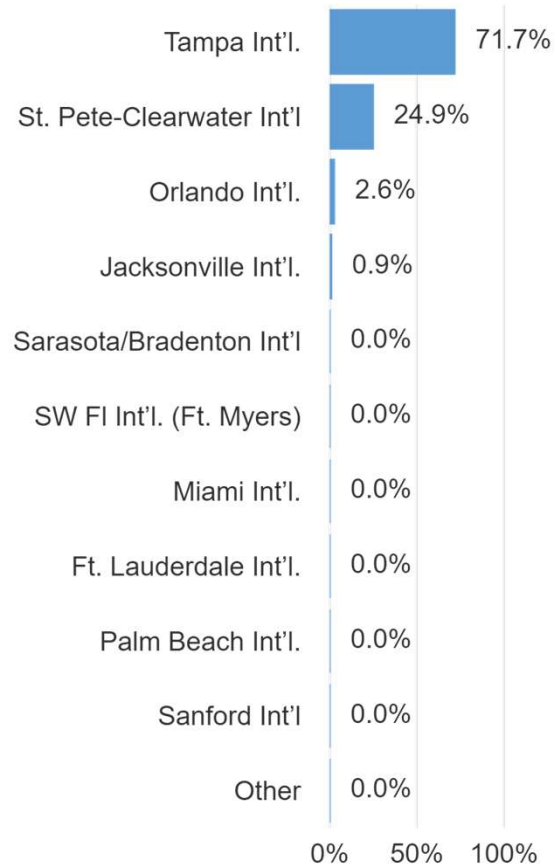 Tampa Int’l. 71.7%
St. Pete-Clearwater Int’l 24.9%
Orlando Int’l. 2.6%
Jacksonville Int’l. 0.9%
Sarasota/Bradenton Int’l 0.0%
SW Fl Int’l. (Ft. Myers) 0.0%
Miami Int’l. 0.0%
Ft. Lauderdale Int’l. 0.0%
Palm Beach Int’l. 0.0%
Sanford Int’l 0.0%
Other 0.0%
0% 50% 100%